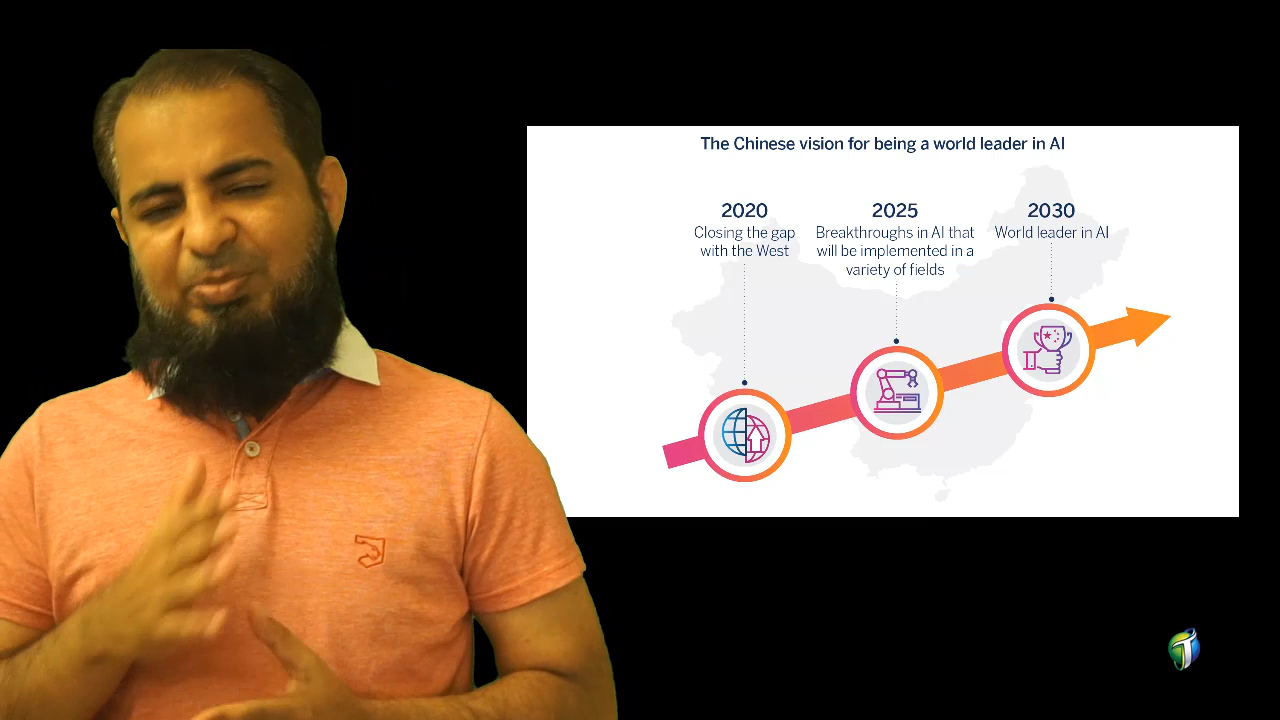 The Chinese vision for being a world leader in AI
2020
Closing the gap
with the West
2025
Breakthroughs in AI that
will be implemented in a
variety of fields
2030
World leader in AI
T